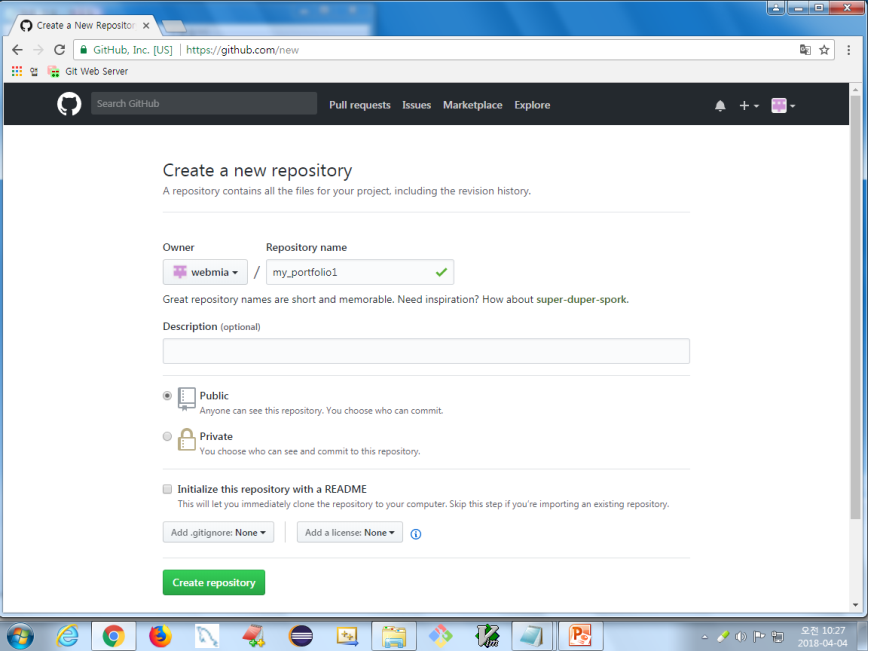 Create a New Repositor
GitHub, Inc. [US] https://github.com/new
Git Web Server
Search GitHub Pull requests Issues Marketplace Explore
Create a new repository
A repository contains all the files for your project, including the revision history.
Owner Repository name
webmia / my_portfolio1
Great repository names are short and memorable. Need inspiration? How about super-duper-spork.
Description (optional)
Public
Anyone can see this repository. You choose who can commit.
Private
You choose who can see and commit to this repository.
Initialize this repository with a README
This will let you immediately clone the repository to your computer. Skip this step if you're importing an existing repository.
Add .gitignore: None Add a license: None
Create repository
오전 10:27
2018-04-04